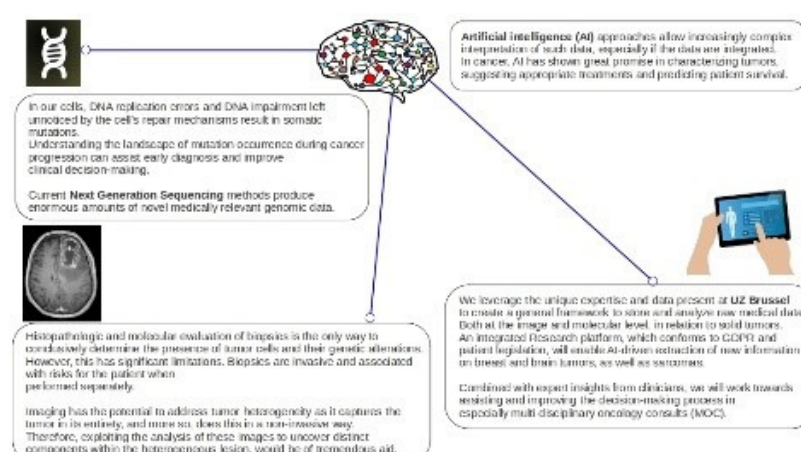 Artificial intelligence (AI) approaches allow increasingly complex
interpretation of such data, especially if the data are integrated.
In cancer, AI has shown great promise in characterizing tumors,
suggesting appropriate treatments and predicting patient survival.
In our cells, DNA replication errors and DNA impairment left
unnoticed by the cell's repair mechanisms result in somatic
mutations.
Understanding the landscape of mutation occurrence during cancer
progression can assist early diagnosis and improve
clinical decision-making.
Current Next Generation Sequencing methods produce
enormous amounts of novel medically relevant genomic data.
Histopathologic and molecular evaluation of biopsies is the only way to
conclusively determine the presence of tumor cells and their genetic alterations.
However, this has significant limitations. Biopsies are invasive and associated
with risks for the patient when
performed separately.
Imaging has the potential to address tumor heterogeneity as it captures the
tumor in its entirety, and more so, does this in a non-invasive way.
Therefore, exploiting the analysis of these images to uncover distinct
components within the heterogeneous lesion, would be of tremendous aid.
We leverage the unique expertise and data present at UZ Brussel
to create a general framework to store and analyze raw medical data
Both at the image and molecular level, in relation to solid tumors.
An integrated Research platform, which conforms to GDPR and
patient legislation, will enable AI-driven extraction of new information
on breast and brain tumors, as well as sarcomas.
Combined with expert insights from clinicians, we will work towards
assisting and improving the decision-making process in
especially multi-disciplinary oncology consults (MOC).